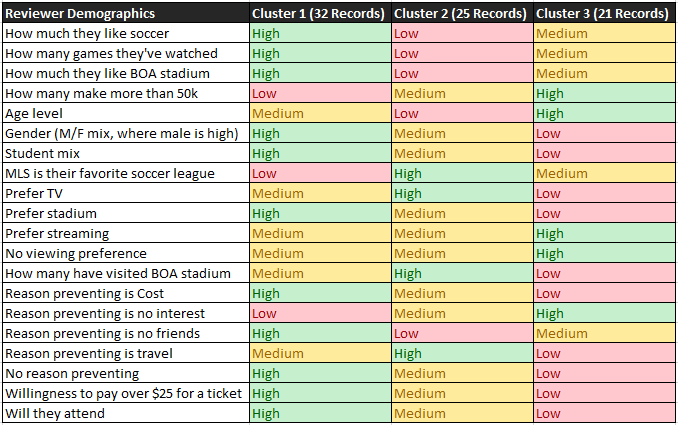 Reviewer Demographics Cluster 1 (32 Records) Cluster 2 (25 Records) Cluster 3 (21 Records)
How much they like soccer High Low Medium
How many games they've watched High Low Medium
How much they like BOA stadium High Low Medium
How many make more than 50k Low Medium High
Age level Medium Low High
Gender (M/F mix, where male is high) High Medium Low
Student mix High Medium Low
MLS is their favorite soccer league Low High Medium
Prefer TV Medium High Low
Prefer stadium High Medium Low
Prefer streaming Medium Medium High
No viewing preference Medium Medium High
How many have visited BOA stadium Medium High Low
Reason preventing is Cost High Medium Low
Reason preventing is no interest Low Medium High
Reason preventing is no friends High Low Medium
Reason preventing is travel Medium High Low
No reason preventing High Medium Low
Willingness to pay over $25 for a ticket High Medium Low
Will they attend High Medium Low